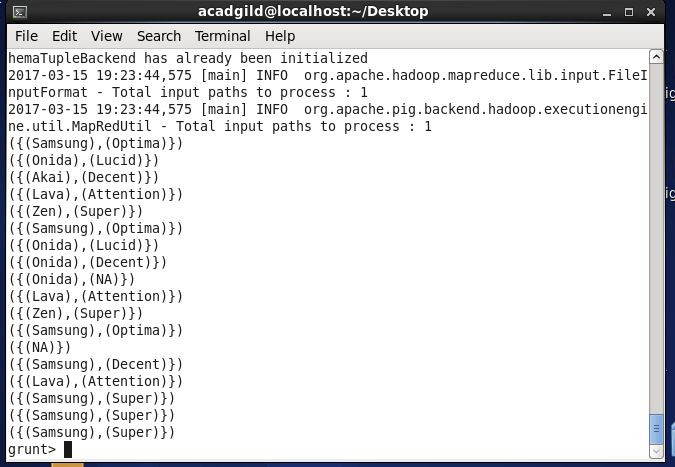 acadgild@localhost:~/Desktop
File Edit View Search Terminal Help
hemaTupleBackend has already been initialized
2017-03-15 19:23:44,575 [main] INFO  org.apache.hadoop.mapreduce.lib.input.FileI
nputFormat - Total input paths to process : 1
2017-03-15 19:23:44,575 [main] INFO  org.apache.pig.backend.hadoop.executionengi
ne.util.MapRedUtil - Total input paths to process : 1
({(Samsung),(Optima)})
({(Onida),(Lucid)})
({(Akai),(Decent)})
({(Lava),(Attention)})
({(Zen),(Super)})
({(Samsung),(Optima)})
({(Onida),(Lucid)})
({(Onida),(Decent)})
({(Onida),(NA)})
({(Lava),(Attention)})
({(Zen),(Super)})
({(Samsung),(Optima)})
({(NA)})
({(Samsung),(Decent)})
({(Lava),(Attention)})
({(Samsung),(Super)})
({(Samsung),(Super)})
({(Samsung),(Super)})
grunt>